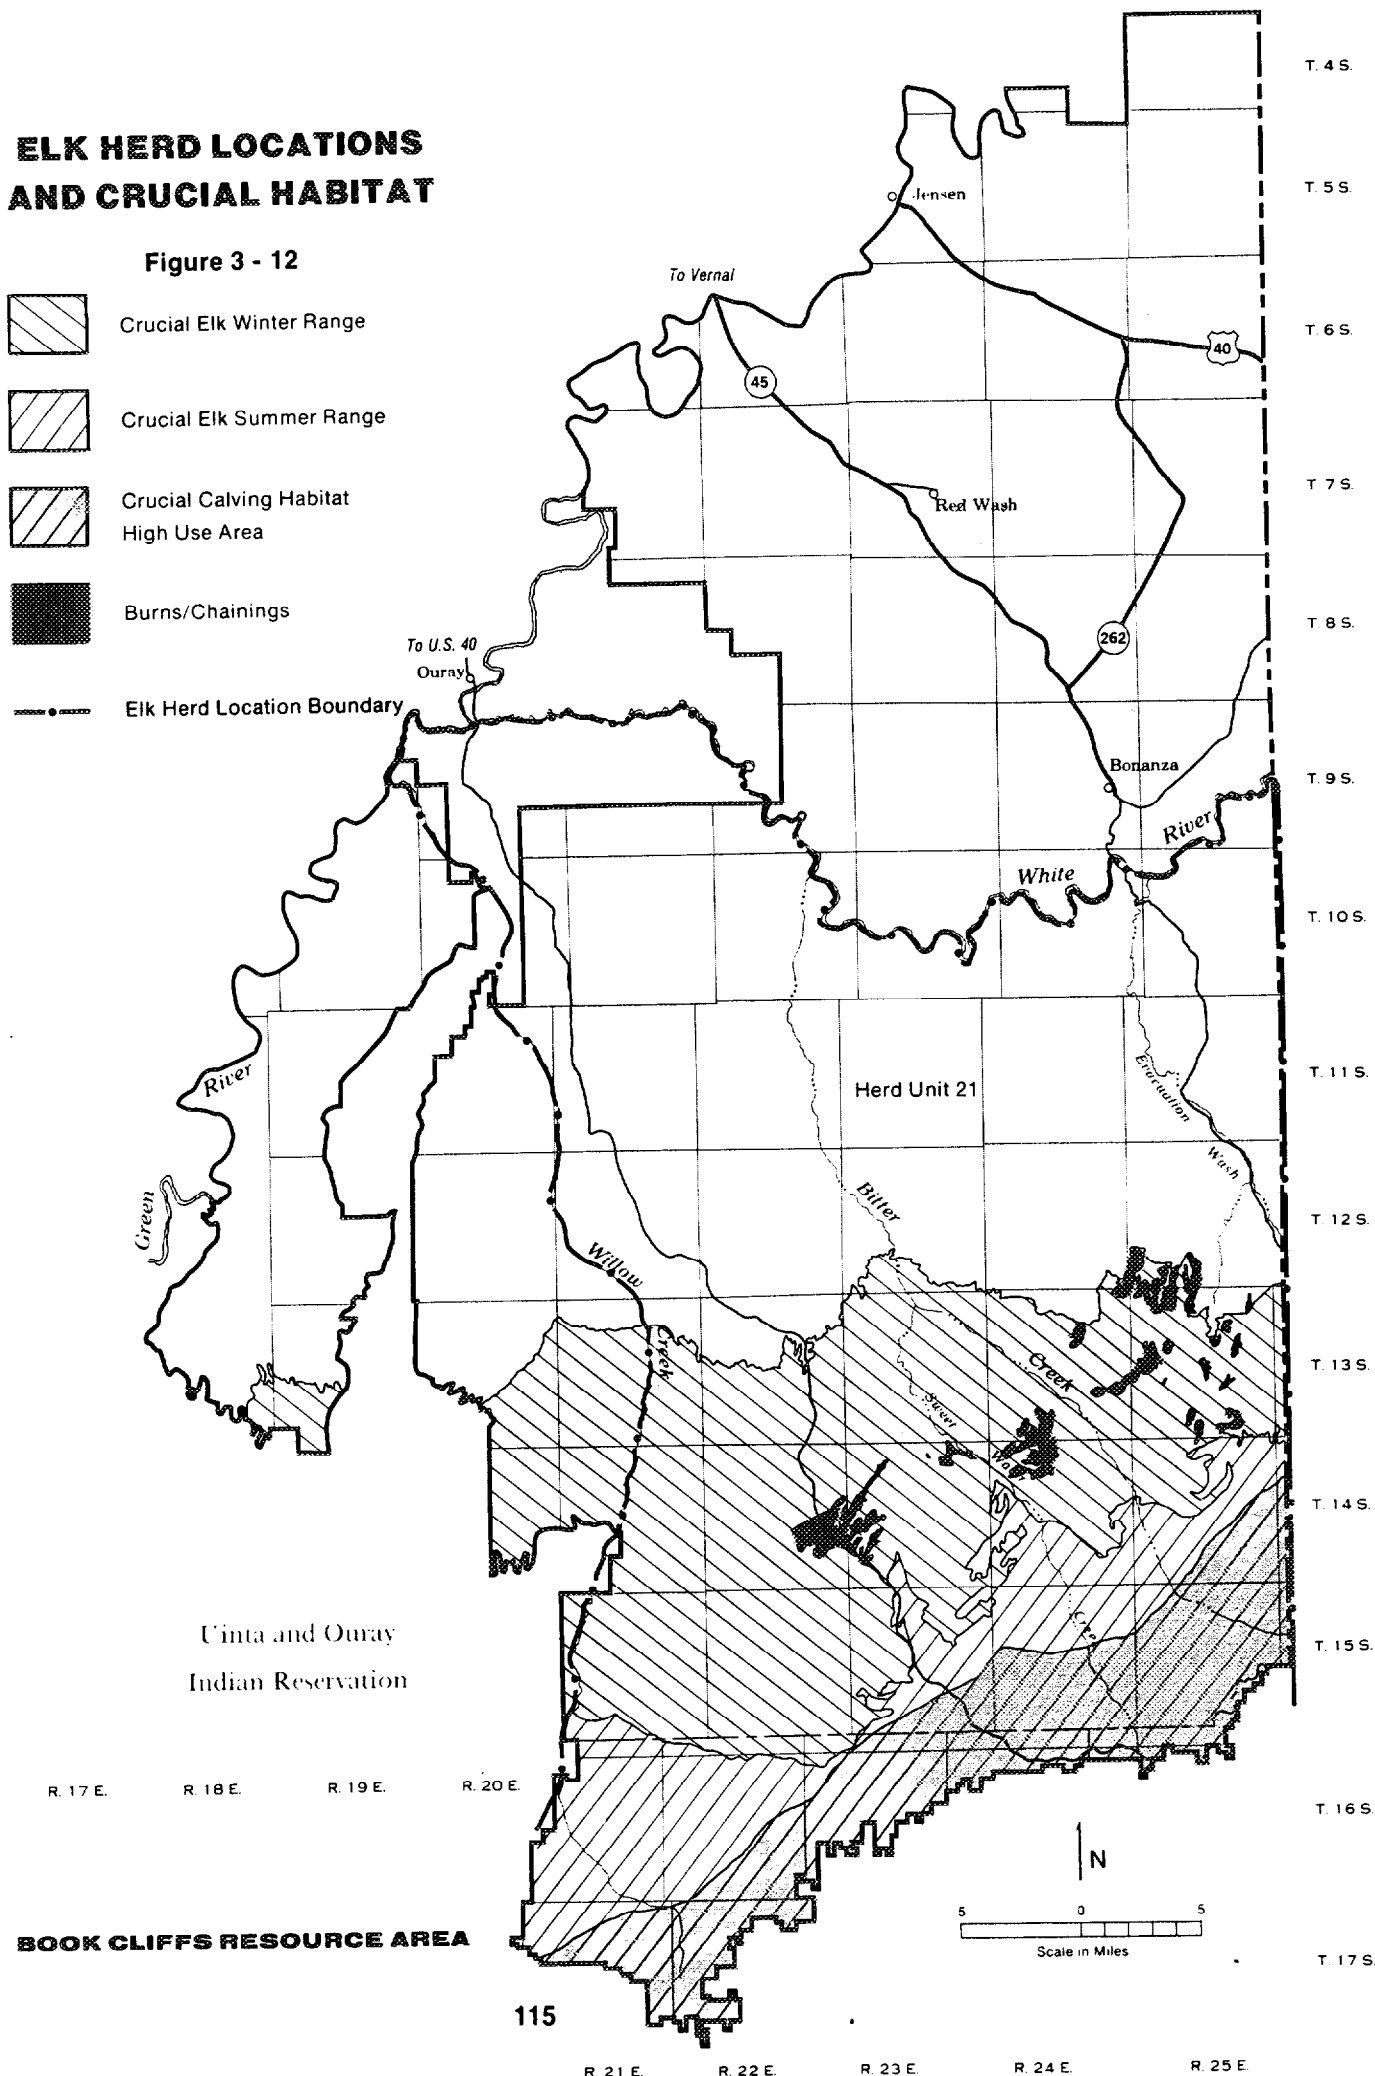 ELK HERD LOCATIONS
AND CRUCIAL HABITAT
Figure 3 - 12
Crucial Elk Winter Range
Crucial Elk Summer Range
Crucial Calving Habitat
High Use Area
Burns/Chainings
Elk Herd Location Boundary
T. 4 S.
T. 5 S.
Jensen
To Vernal
T. 6 S.
40
45
T 7 S.
Red Wash
T 8 S.
262
To U.S. 40
Ouray
Bonanza
T. 9 S.
River
White
T. 10 S.
River
Herd Unit 21
T. 11 S.
Evacuation
Wash
Green
Bitter
T. 12 S.
Willow
Creek
Creek
T. 13 S.
Sweet
Water
T. 14 S.
Creek
Uinta and Ouray
Indian Reservation
T. 15 S.
R. 17 E.
R. 18 E.
R. 19 E.
R. 20 E.
T. 16 S.
N
5
0
5
Scale in Miles
BOOK CLIFFS RESOURCE AREA
T. 17 S.
115
R. 21 E.
R. 22 E.
R. 23 E.
R. 24 E.
R. 25 E.